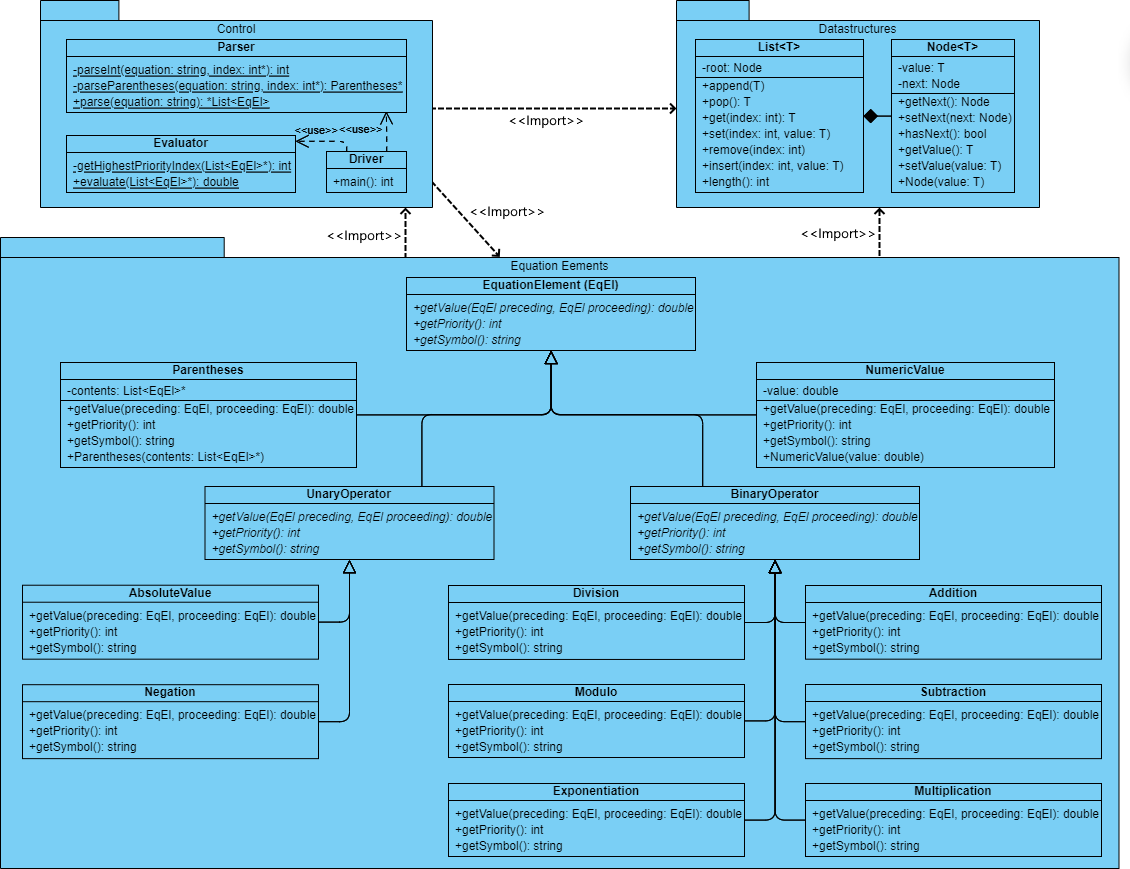 Control
Parser
-parseInt(equation: string, index: int*): int
-parseParentheses(equation: string, index: int*): Parentheses*
+parse(equation: string): *List<EqEl>
<<use>>
<<use>>
Evaluator
-getHighestPriorityIndex(List<EqEl>*): int
+evaluate(List<EqEl>*): double
Driver
+main(): int
<<Import>>
Datastructures
List<T>
-root: Node
+append(T)
+pop(): T
+get(index: int): T
+set(index: int, value: T)
+remove(index: int)
+insert(index: int, value: T)
+length(): int
Node<T>
-value: T
-next: Node
+getNext(): Node
+setNext(next: Node)
+hasNext(): bool
+getValue(): T
+setValue(value: T)
+Node(value: T)
<<Import>>
<<Import>>
<<Import>>
Equation Eements
EquationElement (EqEl)
+getValue(EqEl preceding, EqEl proceeding): double
+getPriority(): int
+getSymbol(): string
Parentheses
-contents: List<EqEl>*
+getValue(preceding: EqEl, proceeding: EqEl): double
+getPriority(): int
+getSymbol(): string
+Parentheses(contents: List<EqEl>*)
NumericValue
-value: double
+getValue(preceding: EqEl, proceeding: EqEl): double
+getPriority(): int
+getSymbol(): string
+NumericValue(value: double)
UnaryOperator
+getValue(EqEl preceding, EqEl proceeding): double
+getPriority(): int
+getSymbol(): string
BinaryOperator
+getValue(EqEl preceding, EqEl proceeding): double
+getPriority(): int
+getSymbol(): string
AbsoluteValue
+getValue(preceding: EqEl, proceeding: EqEl): double
+getPriority(): int
+getSymbol(): string
Division
+getValue(preceding: EqEl, proceeding: EqEl): double
+getPriority(): int
+getSymbol(): string
Addition
+getValue(preceding: EqEl, proceeding: EqEl): double
+getPriority(): int
+getSymbol(): string
Negation
+getValue(preceding: EqEl, proceeding: EqEl): double
+getPriority(): int
+getSymbol(): string
Modulo
+getValue(preceding: EqEl, proceeding: EqEl): double
+getPriority(): int
+getSymbol(): string
Subtraction
+getValue(preceding: EqEl, proceeding: EqEl): double
+getPriority(): int
+getSymbol(): string
Exponentiation
+getValue(preceding: EqEl, proceeding: EqEl): double
+getPriority(): int
+getSymbol(): string
Multiplication
+getValue(preceding: EqEl, proceeding: EqEl): double
+getPriority(): int
+getSymbol(): string